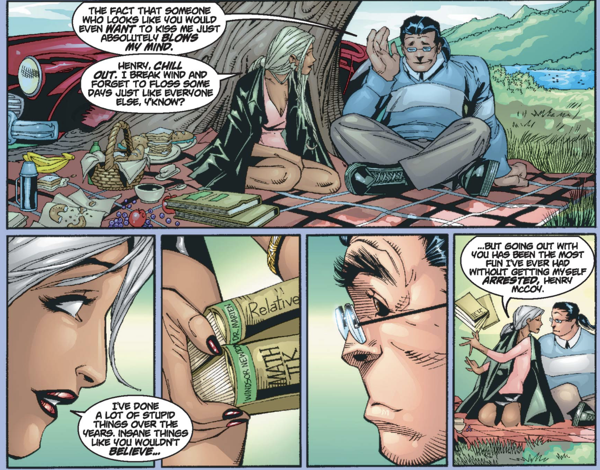 THE FACT THAT SOMEONE
WHO LOOKS LIKE YOU WOULD
EVEN WANT TO KISS ME JUST
ABSOLUTELY BLOWS
MY MIND.
HENRY, CHILL
OUT. I BREAK WIND AND
FORGET TO FLOSS SOME
DAYS JUST LIKE EVERYONE
ELSE, Y'KNOW?
I'VE DONE
A LOT OF STUPID
THINGS OVER THE
YEARS. INSANE THINGS
LIKE YOU WOULDN'T
BELIEVE...
Relative
MATH
...BUT GOING OUT WITH
YOU HAS BEEN THE MOST
FUN I'VE EVER HAD
WITHOUT GETTING MYSELF
ARRESTED, HENRY
MCCOY.